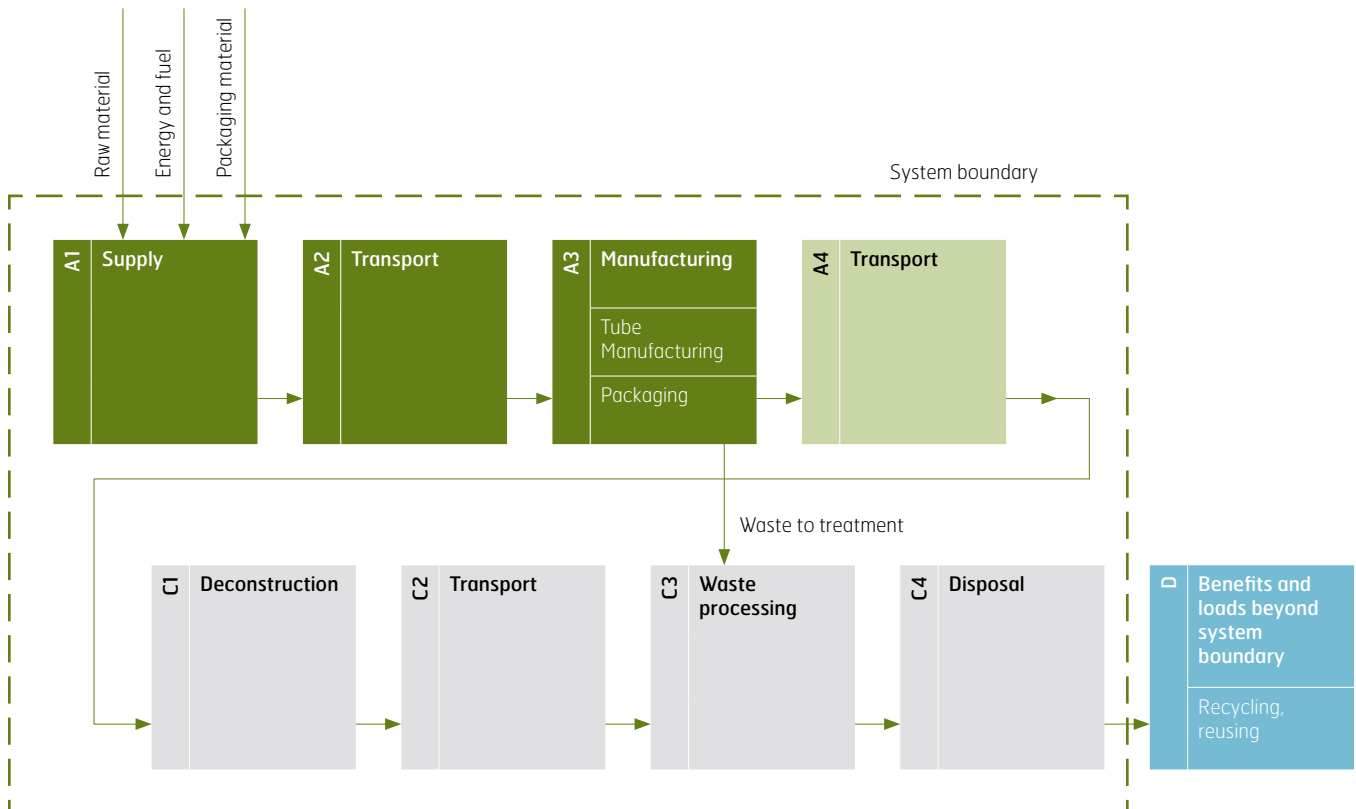 Raw material
Energy and fuel
Packaging material
System boundary
A1
Supply
A2
Transport
A3
Manufacturing
Tube
Manufacturing
Packaging
A4
Transport
Waste to treatment
C1
Deconstruction
C2
Transport
C3
Waste
processing
C4
Disposal
D
Benefits and
loads beyond
system
boundary
Recycling,
reusing